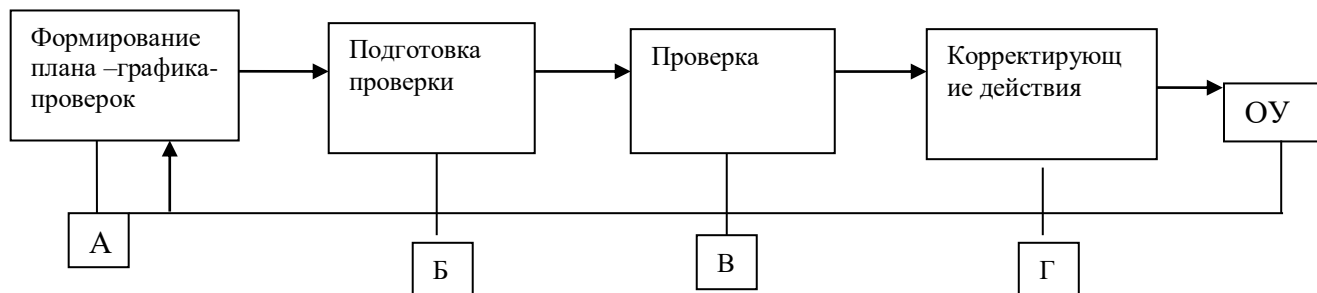 Формирование
плана –графика-
проверок
Подготовка
проверки
Проверка
Корректирующ
ие действия
ОУ
А
Б
В
Г